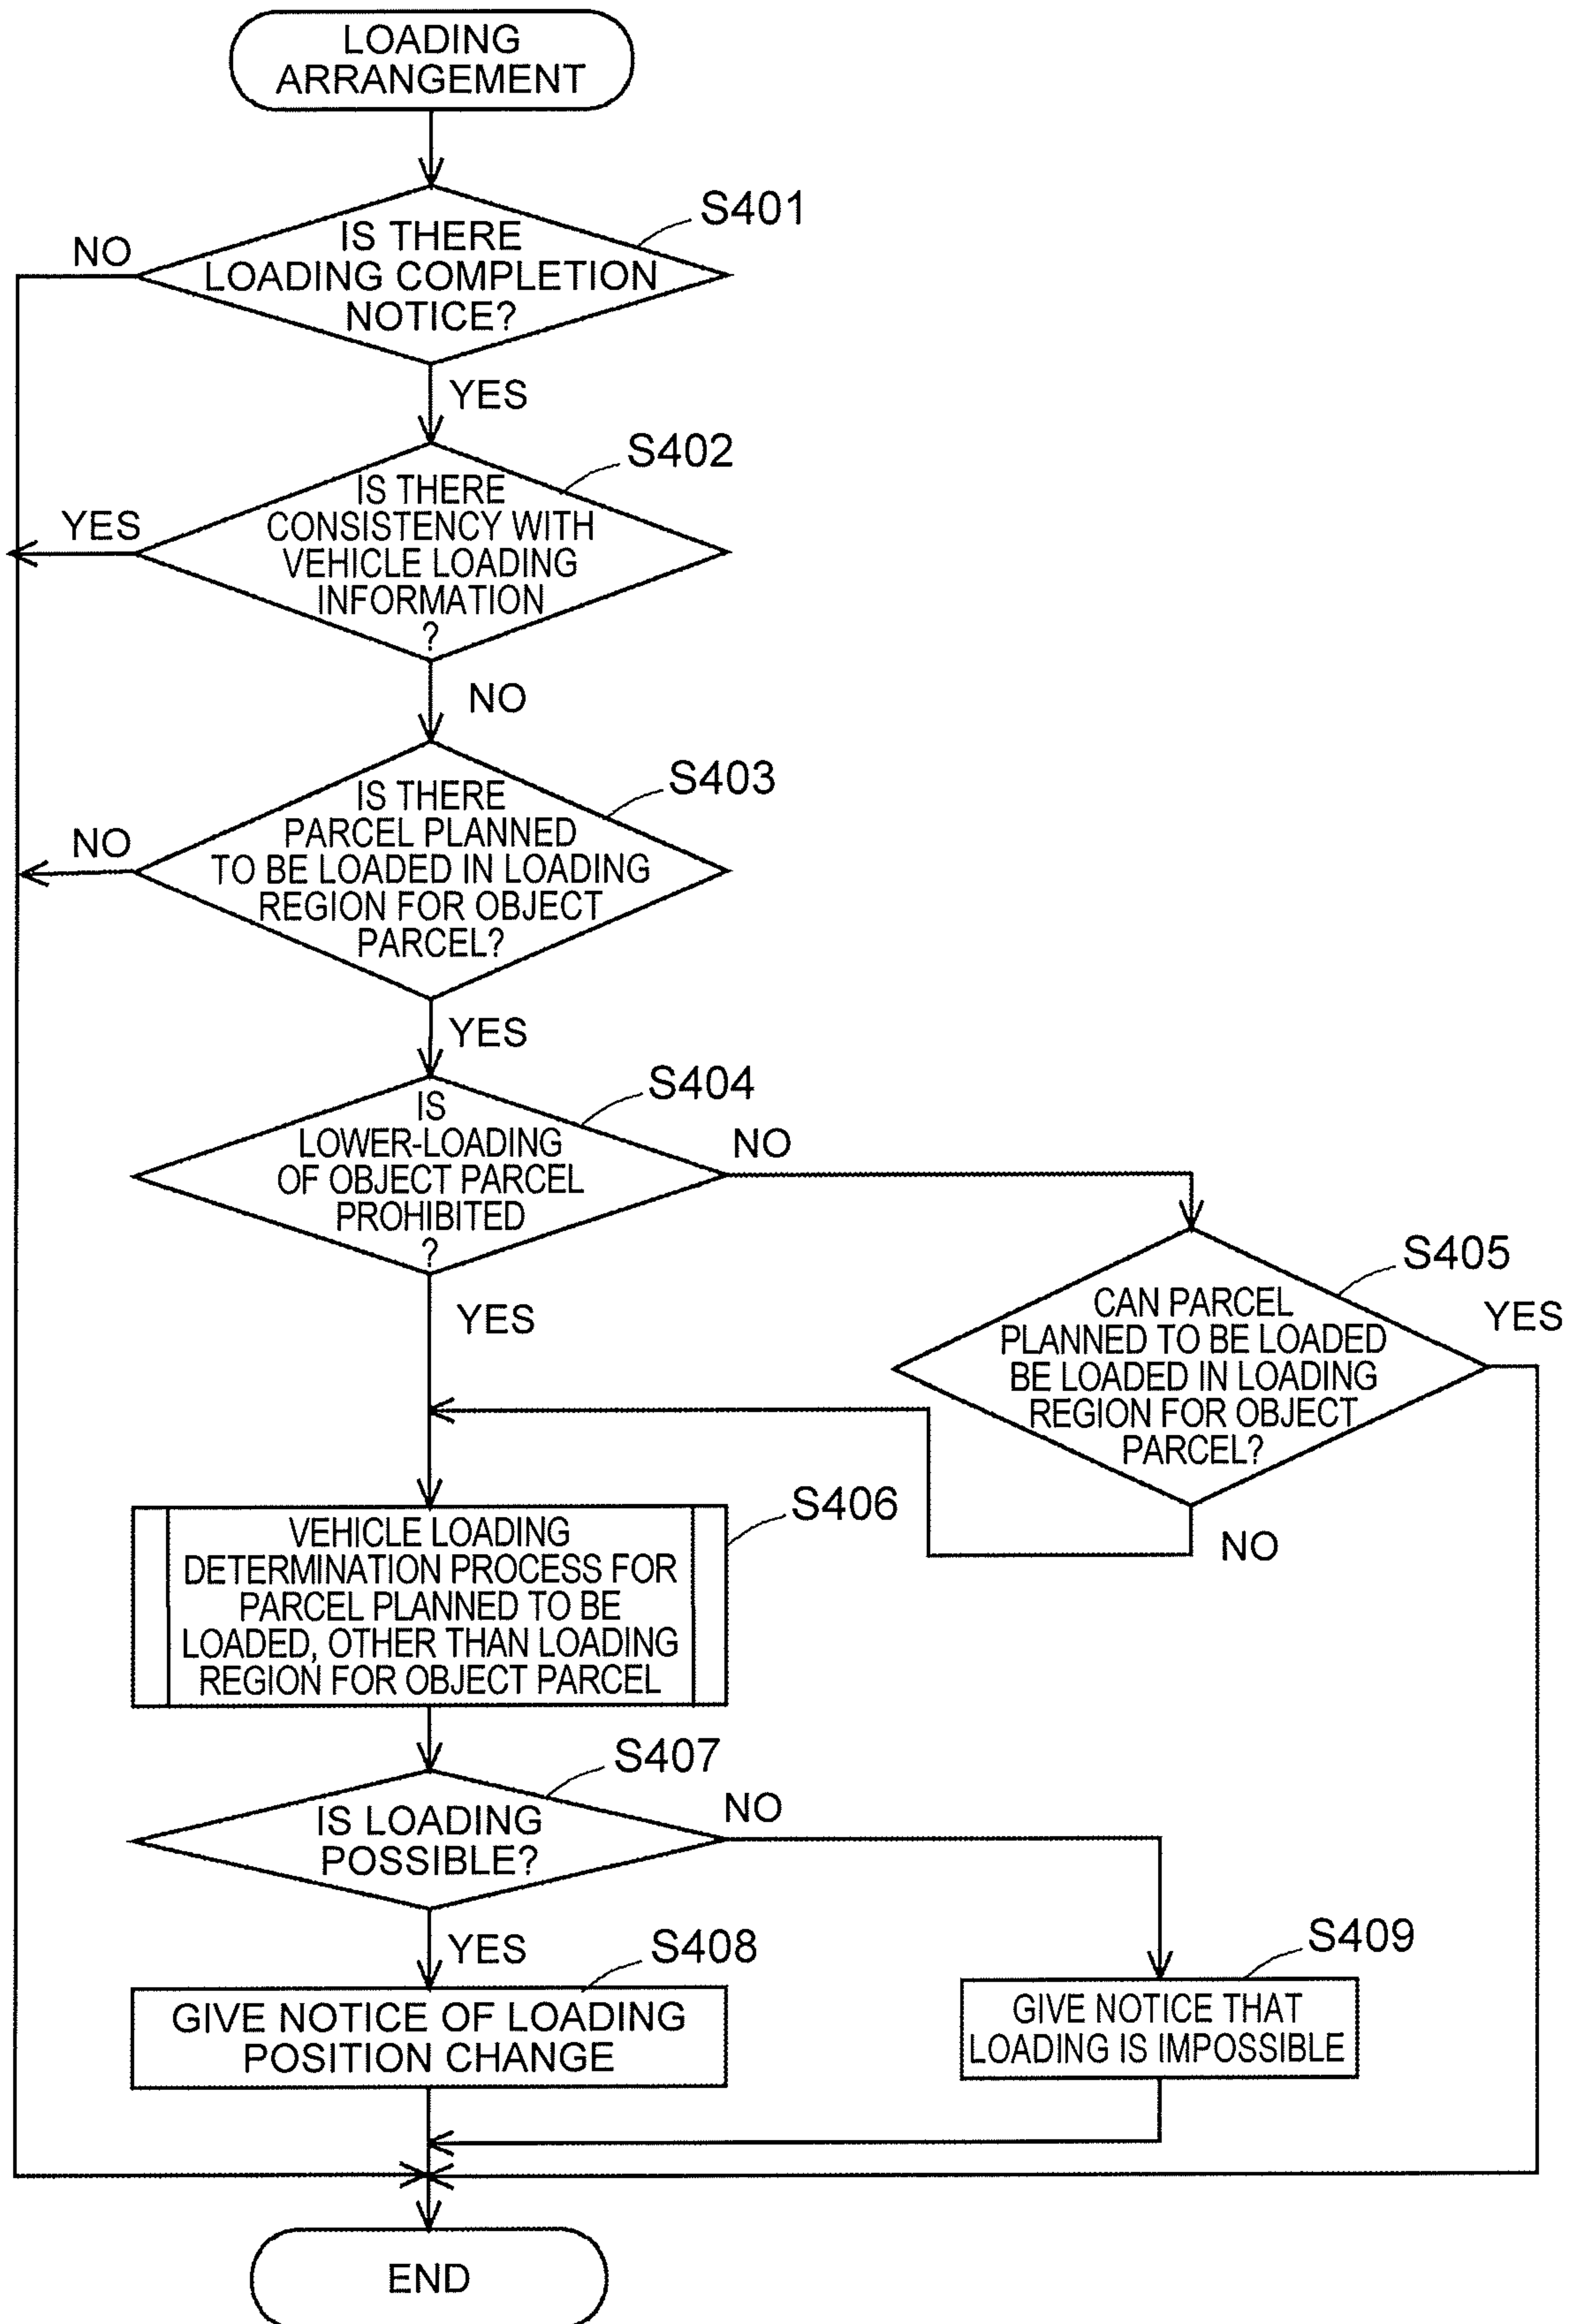 LOADING
ARRANGEMENT
S401
NO
IS THERE
LOADING COMPLETION
NOTICE?
YES
S402
YES
IS THERE
CONSISTENCY WITH
VEHICLE LOADING
INFORMATION
?
NO
S403
NO
IS THERE
PARCEL PLANNED
TO BE LOADED IN LOADING
REGION FOR OBJECT
PARCEL?
YES
S404
NO
IS
LOWER-LOADING
OF OBJECT PARCEL
PROHIBITED
?
YES
S405
YES
CAN PARCEL
PLANNED TO BE LOADED
BE LOADED IN LOADING
REGION FOR OBJECT
PARCEL?
NO
S406
VEHICLE LOADING
DETERMINATION PROCESS FOR
PARCEL PLANNED TO BE
LOADED, OTHER THAN LOADING
REGION FOR OBJECT PARCEL
S407
NO
IS LOADING
POSSIBLE?
YES
S408
GIVE NOTICE OF LOADING
POSITION CHANGE
S409
GIVE NOTICE THAT
LOADING IS IMPOSSIBLE
END